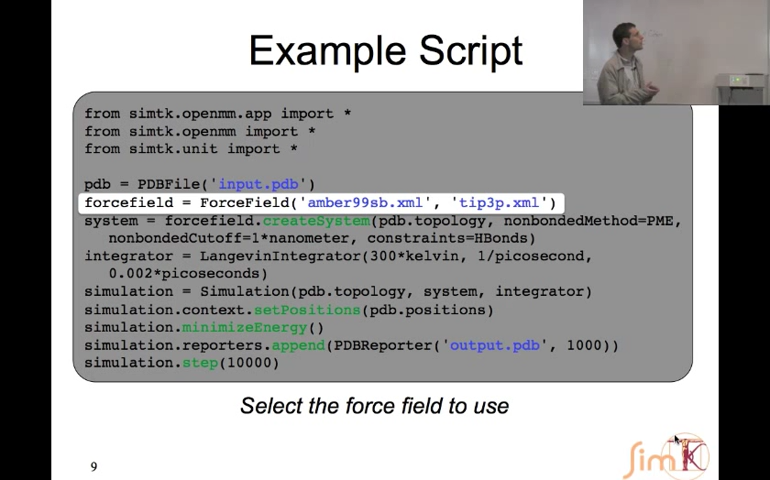 Example Script
from simtk.openmm.app import *
from simtk.openmm import *
from simtk.unit import *
pdb = PDBFile('input.pdb')
forcefield = ForceField('amber99sb.xml', 'tip3p.xml')
system = forcefield.createSystem(pdb.topology, nonbondedMethod=PME,
nonbondedCutoff=1*nanometer, constraints=HBonds)
integrator = LangevinIntegrator(300*kelvin, 1/picosecond,
0.002*picoseconds)
simulation = Simulation(pdb.topology, system, integrator)
simulation.context.setPositions(pdb.positions)
simulation.minimizeEnergy()
simulation.reporters.append(PDBReporter('output.pdb', 1000))
simulation.step(10000)
Select the force field to use
9
SimTK